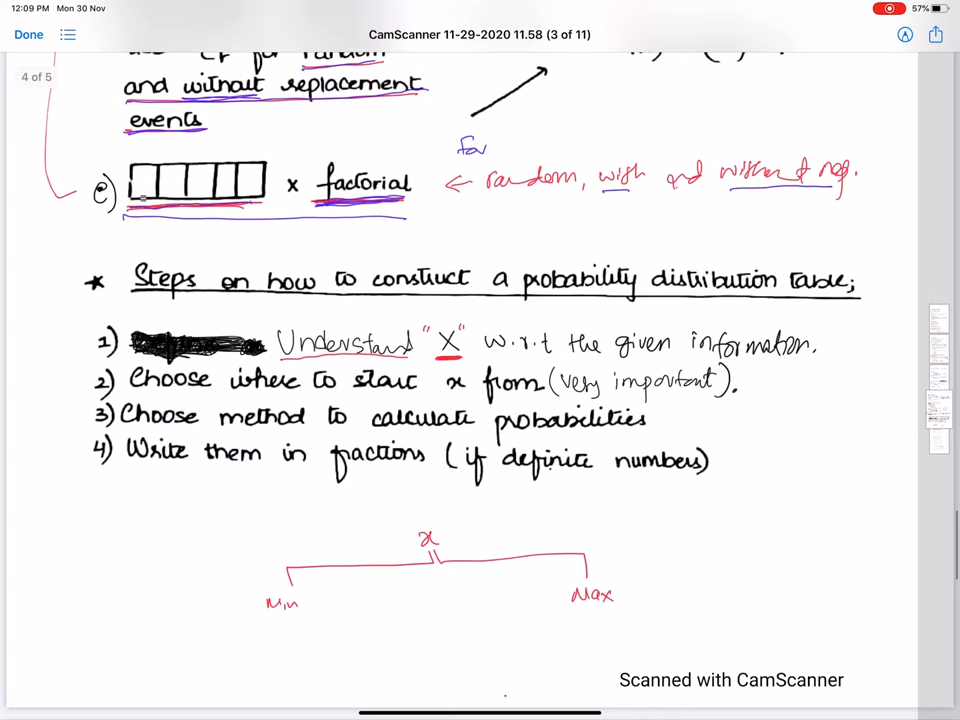 12:09 PM Mon 30 Nov
57%
Done
CamScanner 11-29-2020 11.58 (3 of 11)
4 of 5
for random
and without replacement
events
for
e) x factorial ← random, with and without rep.
* Steps on how to construct a probability distribution table;
1) Understand "X" w.r.t the given information.
2) Choose where to start x from (very important).
3) Choose method to calculate probabilities
4) Write them in fractions (if definite numbers)
x
Min
Max
Scanned with CamScanner